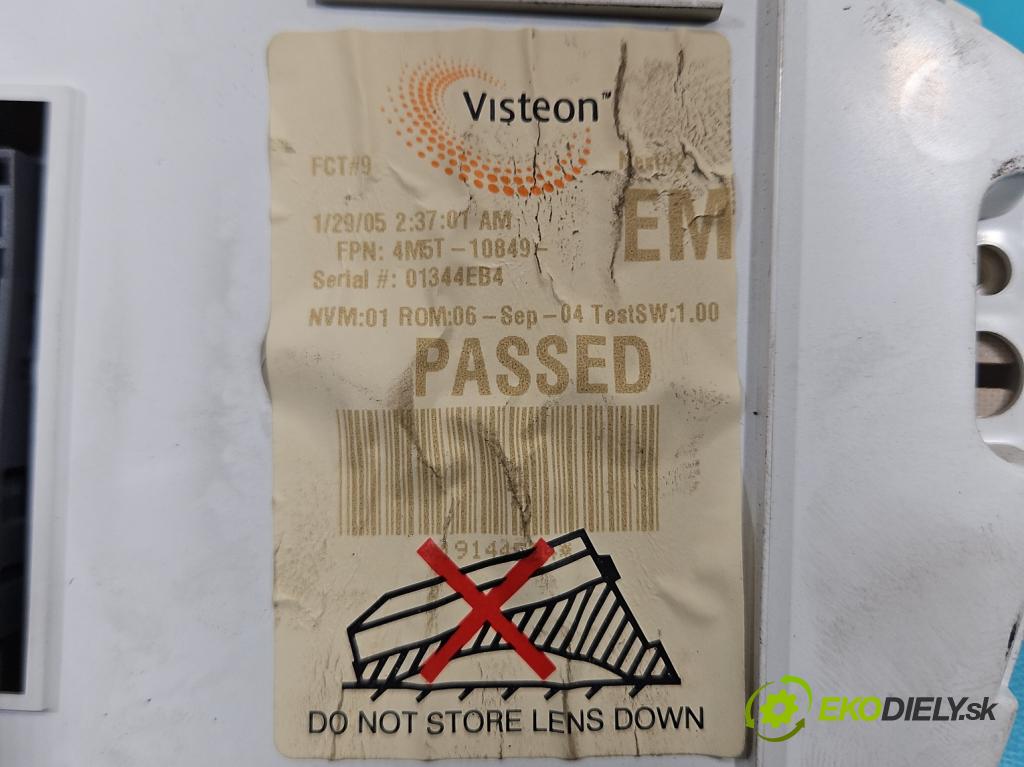 Visteon™
FCT#9
EM
1/29/05 2:37:01 AM
FPN: 4M5T-10849-
Serial #: 01344EB4
NVM:01 ROM:06-Sep-04 TestSW:1.00
PASSED
DO NOT STORE LENS DOWN
EKODIELY.sk